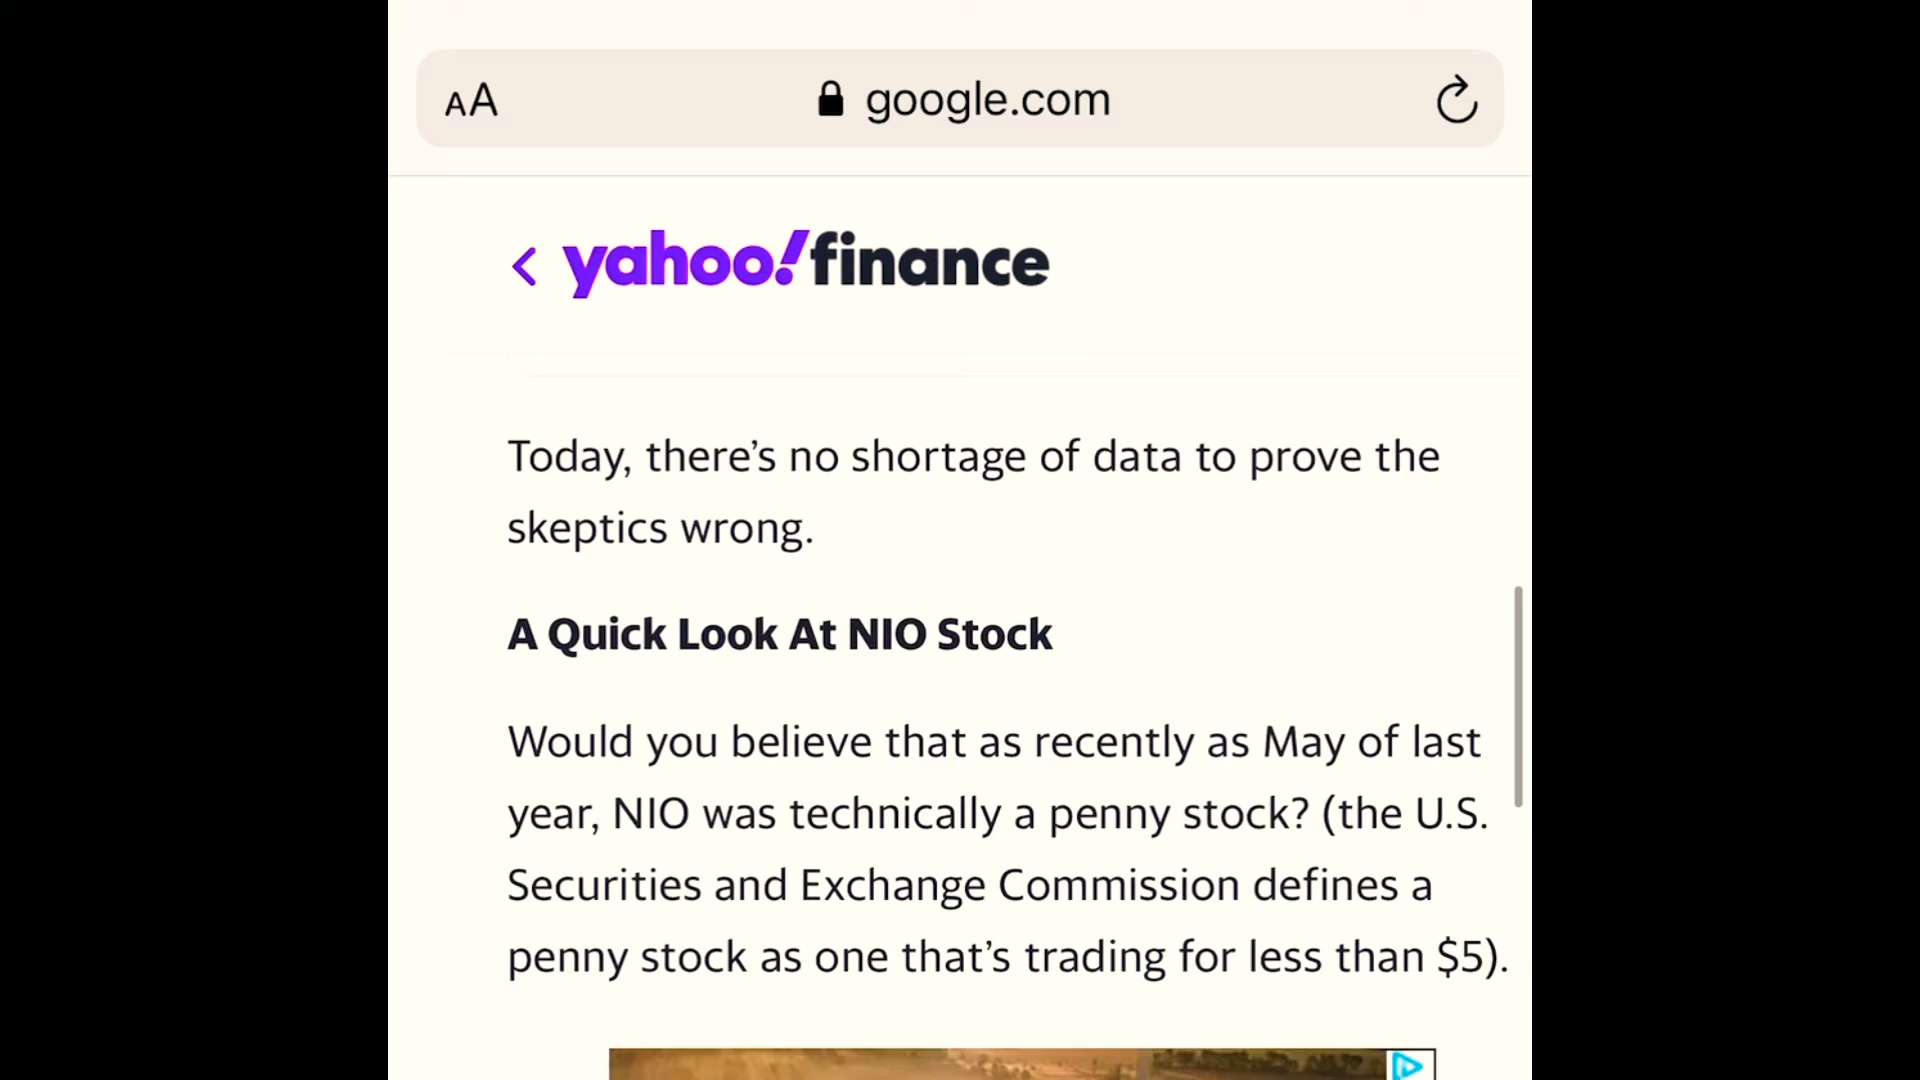 AA google.com
yahoo!finance
Today, there’s no shortage of data to prove the
skeptics wrong.
A Quick Look At NIO Stock
Would you believe that as recently as May of last
year, NIO was technically a penny stock? (the U.S.
Securities and Exchange Commission defines a
penny stock as one that’s trading for less than $5).